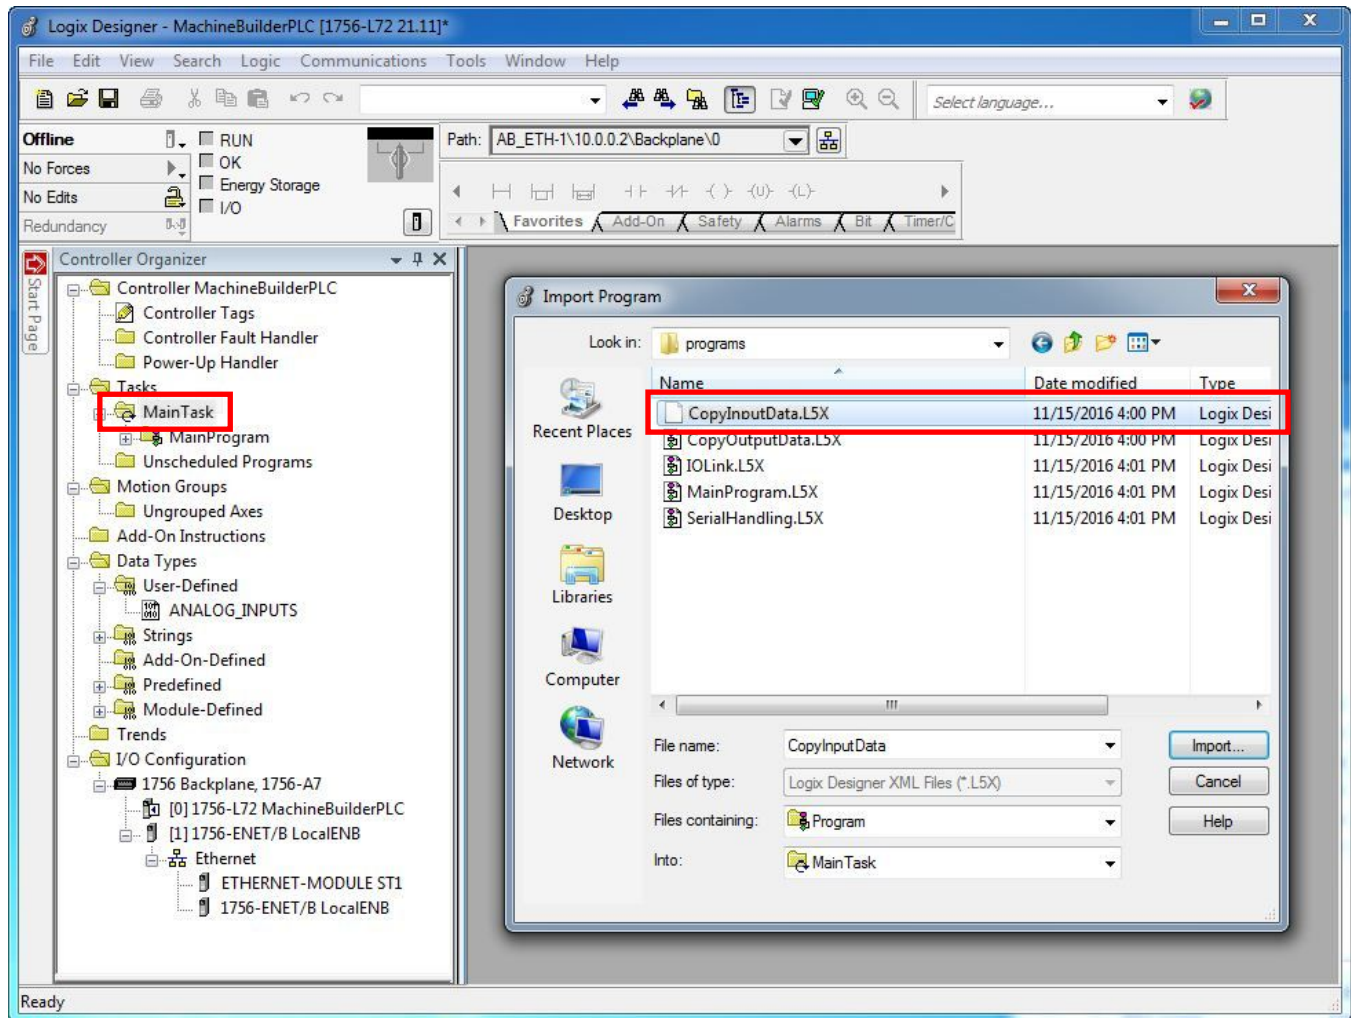 Logix Designer - MachineBuilderPLC [1756-L72 21.11]*
File Edit View Search Logic Communications Tools Window Help
Select language...
Offline
RUN
No Forces
OK
No Edits
Energy Storage
Redundancy
I/O
Path: AB_ETH-1\10.0.0.2\Backplane\0
Favorites Add-On Safety Alarms Bit Timer/C
Start Page
Controller Organizer
Controller MachineBuilderPLC
Controller Tags
Controller Fault Handler
Power-Up Handler
Tasks
MainTask
MainProgram
Unscheduled Programs
Motion Groups
Ungrouped Axes
Add-On Instructions
Data Types
User-Defined
ANALOG_INPUTS
Strings
Add-On-Defined
Predefined
Module-Defined
Trends
I/O Configuration
1756 Backplane, 1756-A7
[0] 1756-L72 MachineBuilderPLC
[1] 1756-ENET/B LocalENB
Ethernet
ETHERNET-MODULE ST1
1756-ENET/B LocalENB
Import Program
Look in: programs
Name Date modified Type
CopyInputData.L5X 11/15/2016 4:00 PM Logix Desi
CopyOutputData.L5X 11/15/2016 4:00 PM Logix Desi
IOLink.L5X 11/15/2016 4:01 PM Logix Desi
MainProgram.L5X 11/15/2016 4:01 PM Logix Desi
SerialHandling.L5X 11/15/2016 4:01 PM Logix Desi
Recent Places
Desktop
Libraries
Computer
Network
File name: CopyInputData Import...
Files of type: Logix Designer XML Files (*.L5X) Cancel
Files containing: Program Help
Into: MainTask
Ready